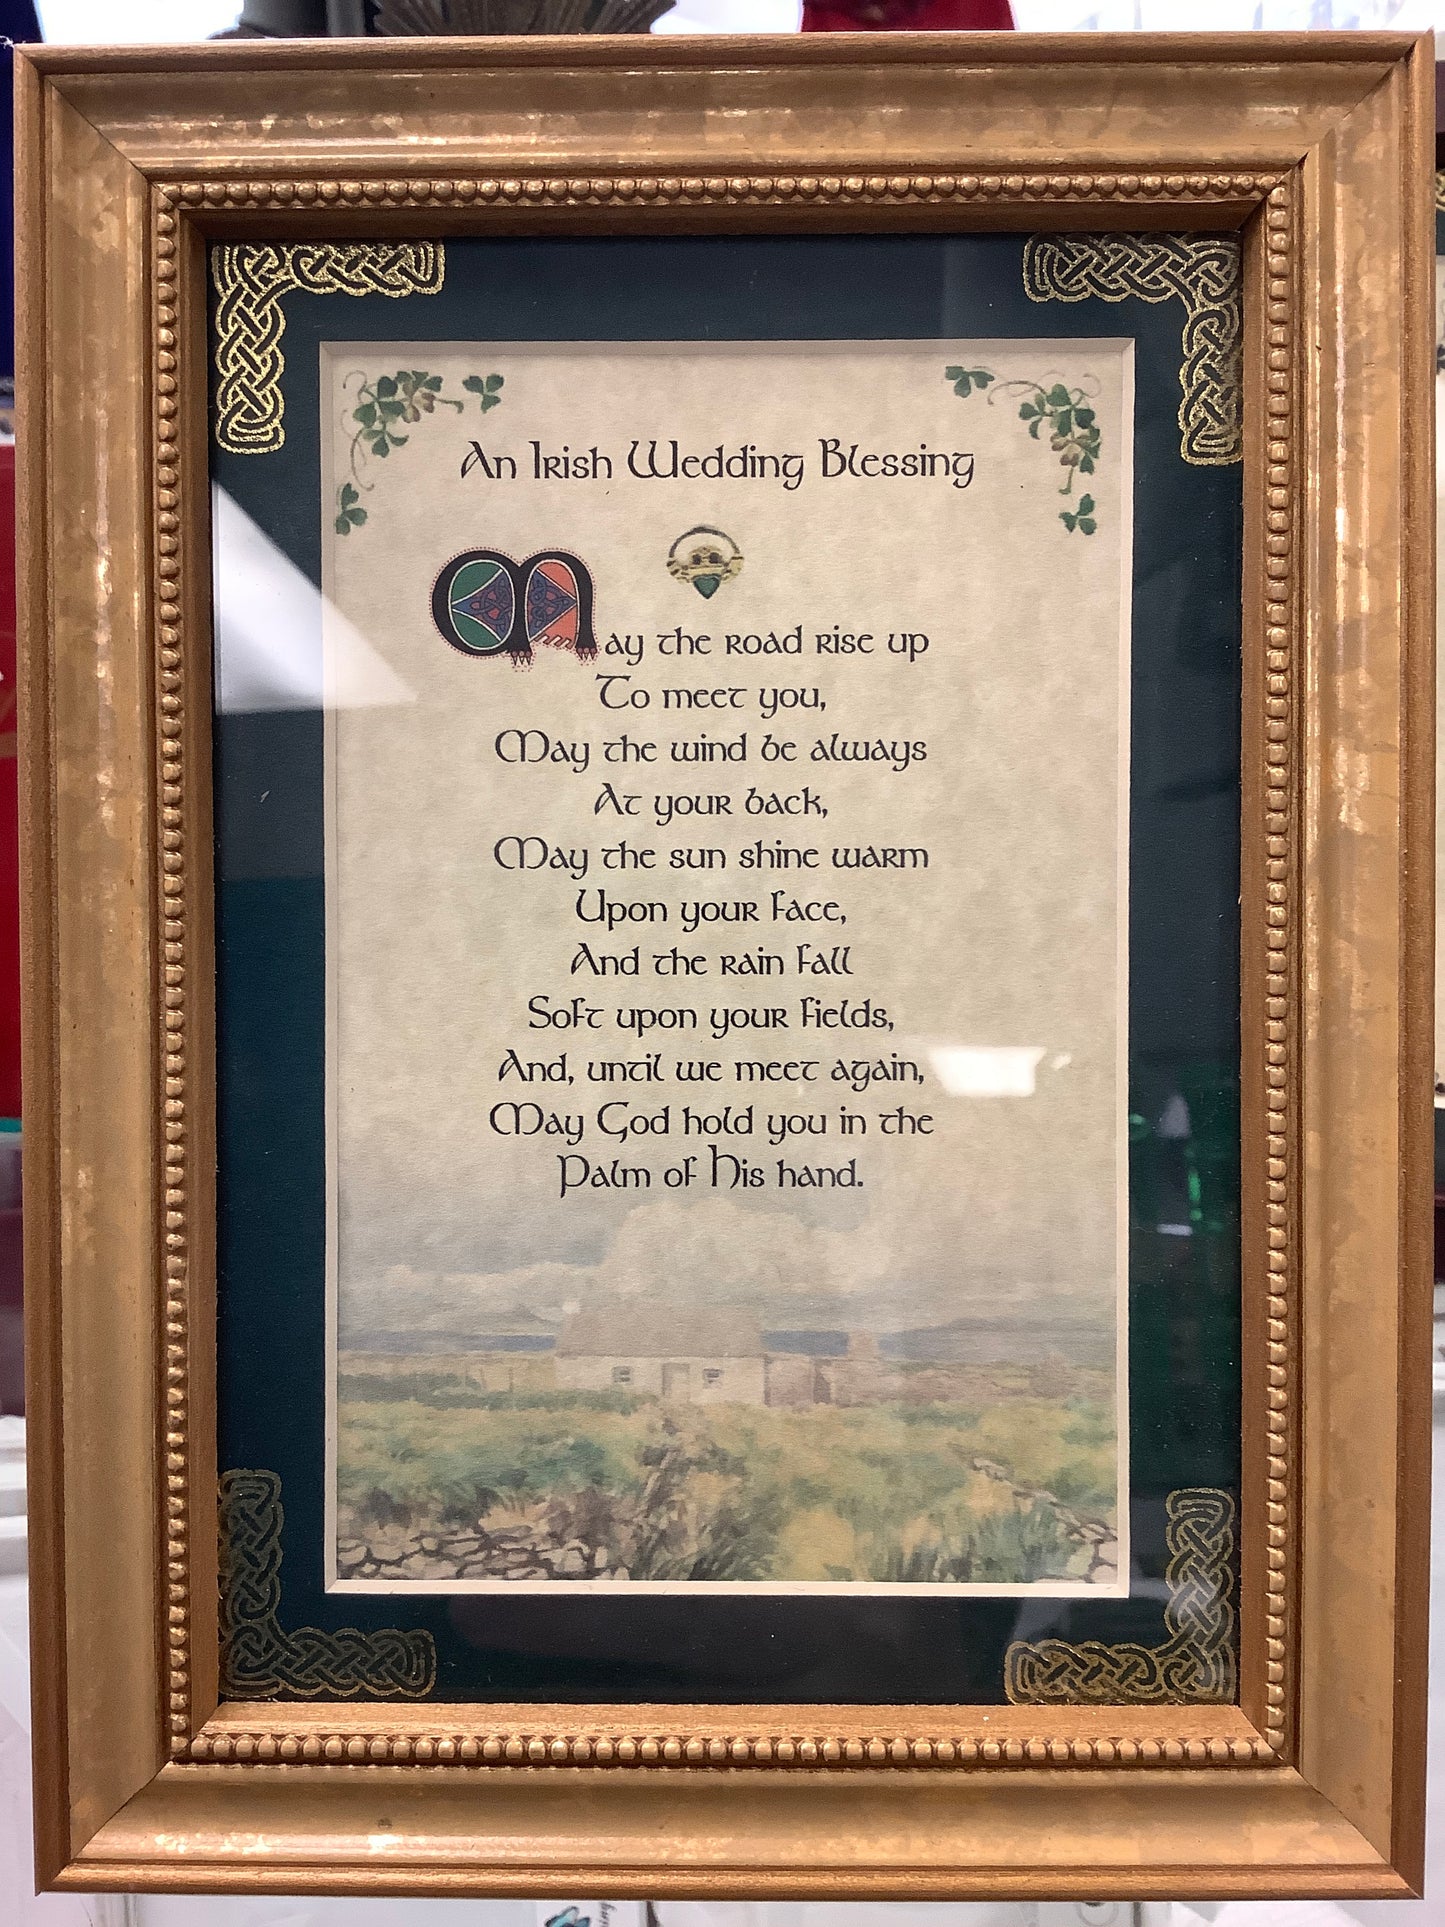 An Irish Wedding Blessing
May the road rise up
To meet you,
May the wind be always
At your back,
May the sun shine warm
Upon your face,
And the rain fall
Soft upon your fields,
And, until we meet again,
May God hold you in the
Palm of His hand.